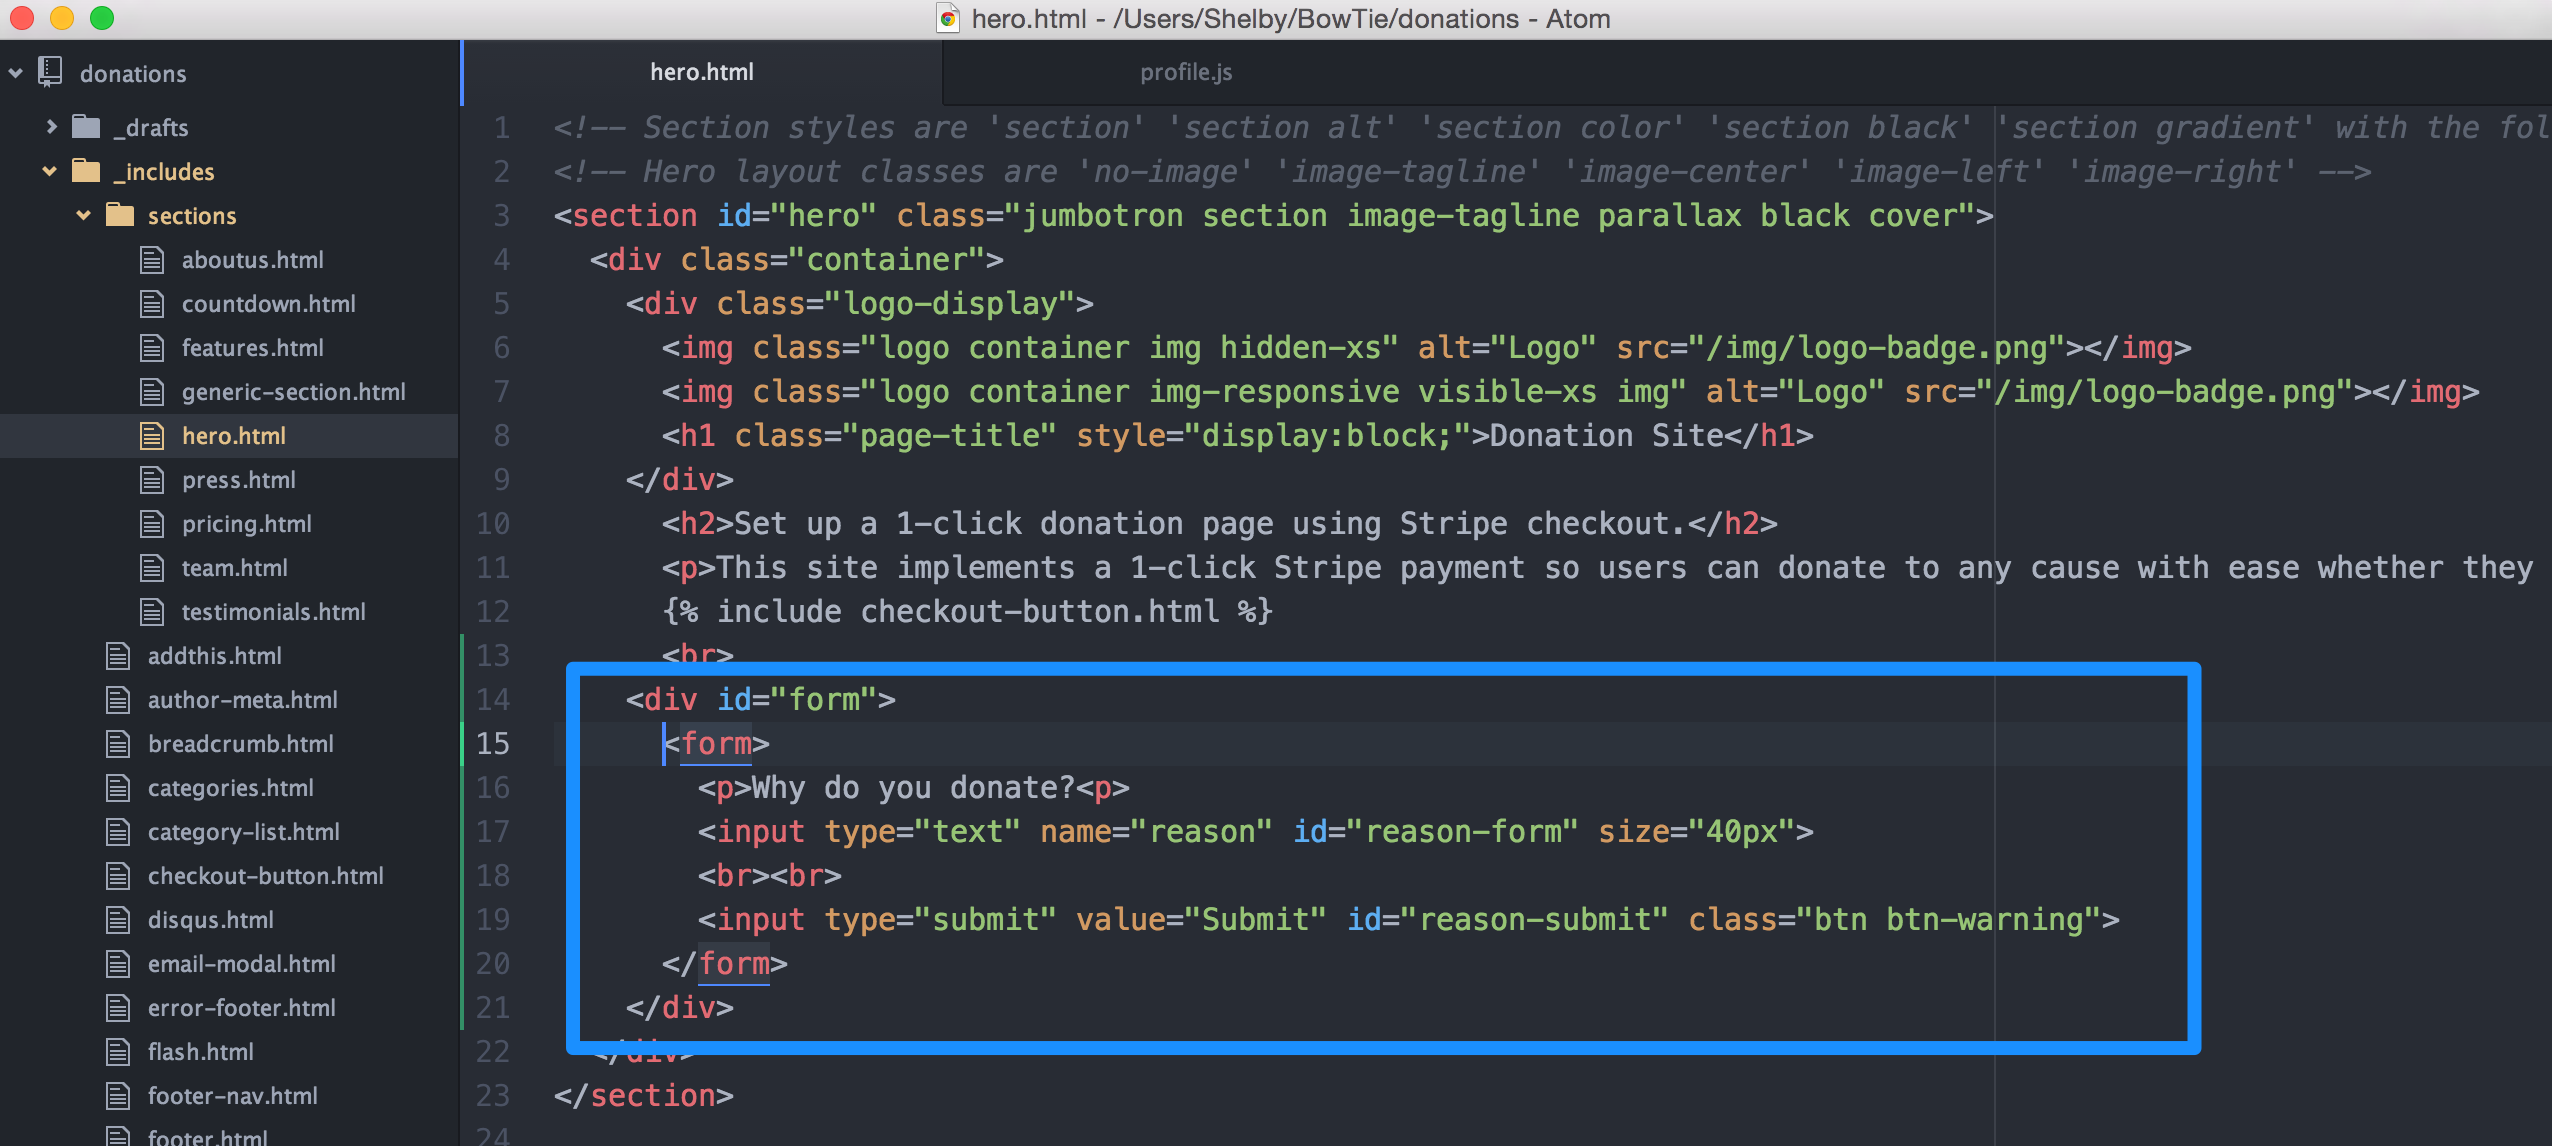 hero.html - /Users/Shelby/BowTie/donations - Atom
donations
_drafts
_includes
sections
aboutus.html
countdown.html
features.html
generic-section.html
hero.html
press.html
pricing.html
team.html
testimonials.html
addthis.html
author-meta.html
breadcrumb.html
categories.html
category-list.html
checkout-button.html
disqus.html
email-modal.html
error-footer.html
flash.html
footer-nav.html
footer.html
hero.html
profile.js
1 <!-- Section styles are 'section' 'section alt' 'section color' 'section black' 'section gradient' with the fol
2 <!-- Hero layout classes are 'no-image' 'image-tagline' 'image-center' 'image-left' 'image-right' -->
3 <section id="hero" class="jumbotron section image-tagline parallax black cover">
4 <div class="container">
5 <div class="logo-display">
6 <img class="logo container img hidden-xs" alt="Logo" src="/img/logo-badge.png"></img>
7 <img class="logo container img-responsive visible-xs img" alt="Logo" src="/img/logo-badge.png"></img>
8 <h1 class="page-title" style="display:block;">Donation Site</h1>
9 </div>
10 <h2>Set up a 1-click donation page using Stripe checkout.</h2>
11 <p>This site implements a 1-click Stripe payment so users can donate to any cause with ease whether they
12 {% include checkout-button.html %}
13 <br>
14 <div id="form">
15 <form>
16 <p>Why do you donate?<p>
17 <input type="text" name="reason" id="reason-form" size="40px">
18 <br><br>
19 <input type="submit" value="Submit" id="reason-submit" class="btn btn-warning">
20 </form>
21 </div>
22 </div>
23 </section>
24